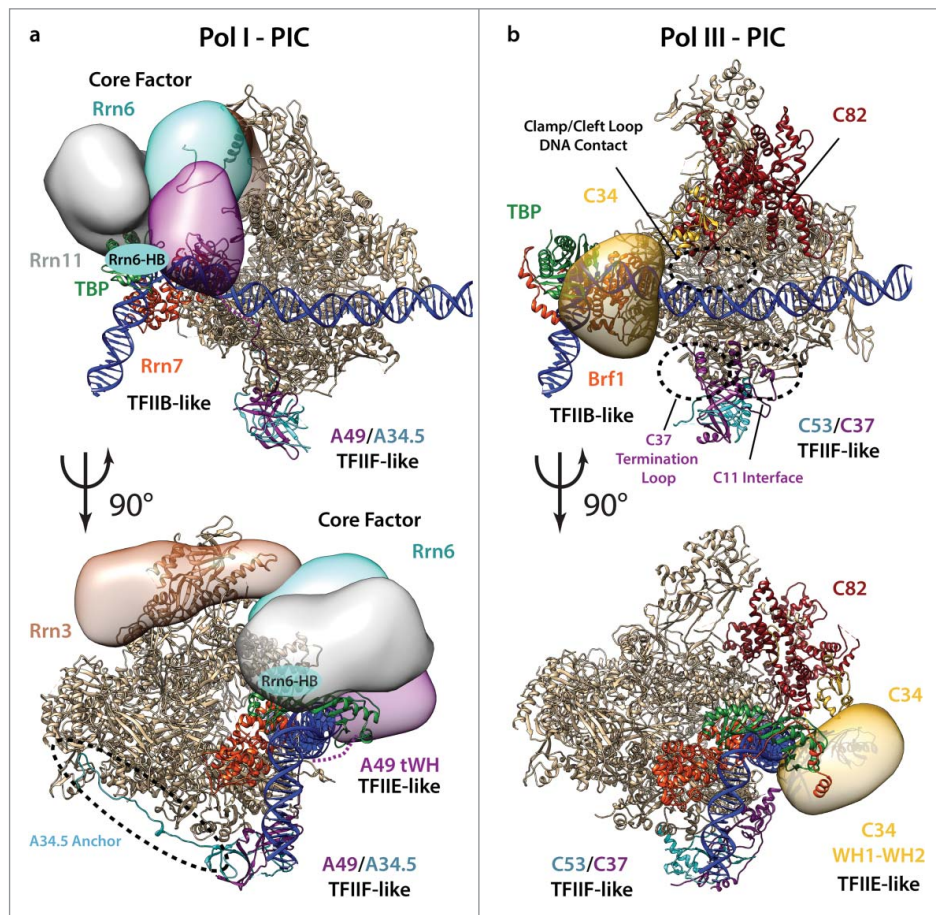 a
Pol I - PIC
Core Factor
Rrn6
Rrn11
Rrn6-HB
TBP
Rrn7
TFIIB-like
A49/A34.5
TFIIF-like
90°
Core Factor
Rrn6
Rrn3
Rrn6-HB
A49 tWH
TFIIE-like
A34.5 Anchor
A49/A34.5
TFIIF-like
b
Pol III - PIC
Clamp/Cleft Loop
DNA Contact
C82
C34
TBP
Brf1
TFIIB-like
C53/C37
TFIIF-like
C37
Termination
Loop
C11 Interface
90°
C82
C34
C34
WH1-WH2
TFIIE-like
C53/C37
TFIIF-like